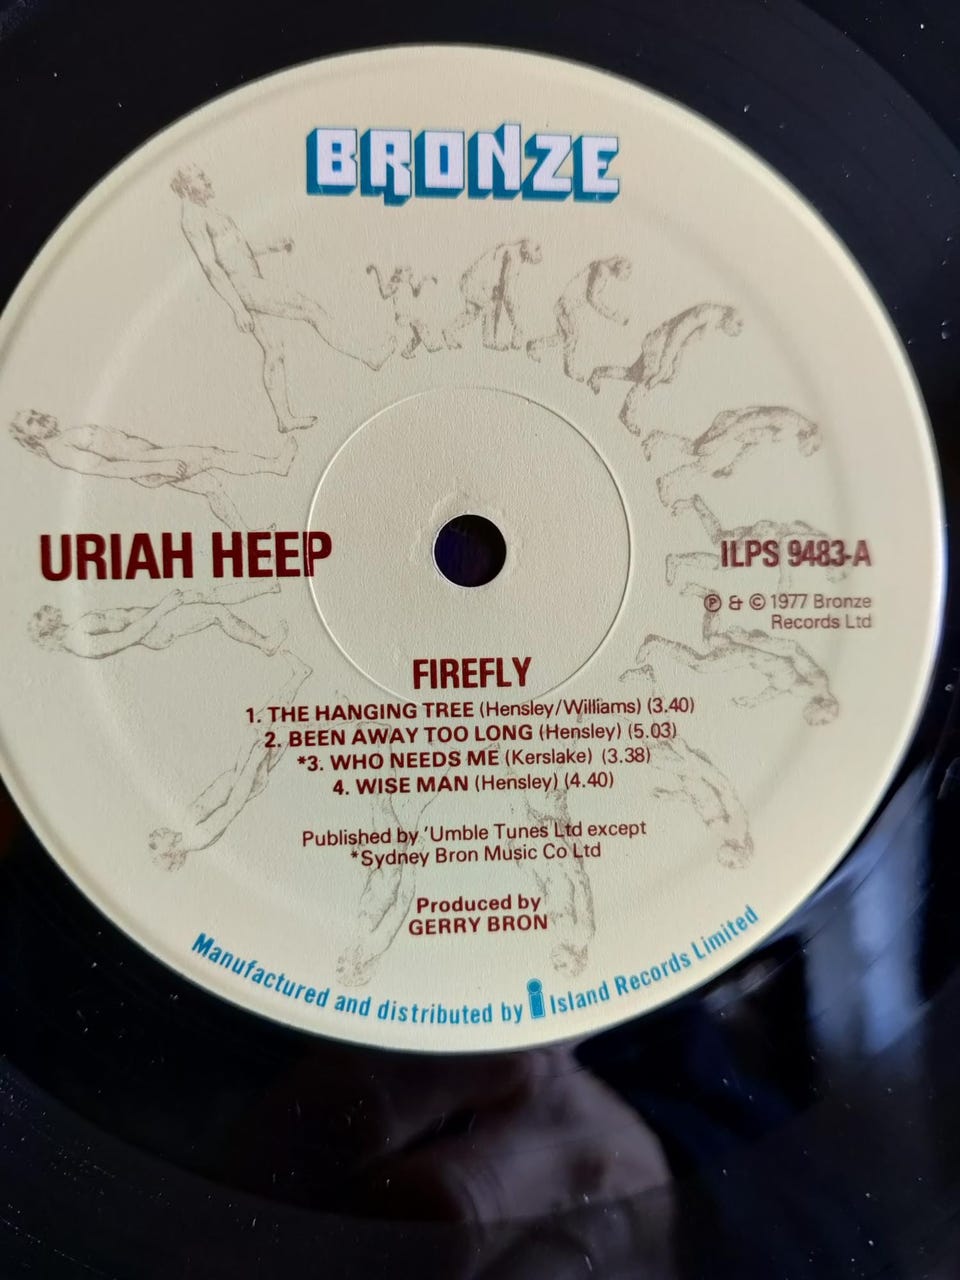 BRONZE
URIAH HEEP
ILPS 9483-A
Ⓟ & © 1977 Bronze
Records Ltd
FIREFLY
1. THE HANGING TREE (Hensley/Williams) (3.40)
2. BEEN AWAY TOO LONG (Hensley) (5.03)
*3. WHO NEEDS ME (Kerslake) (3.38)
4. WISE MAN (Hensley) (4.40)
Published by 'Umble Tunes Ltd except
*Sydney Bron Music Co Ltd
Produced by
GERRY BRON
Manufactured and distributed by i Island Records Limited